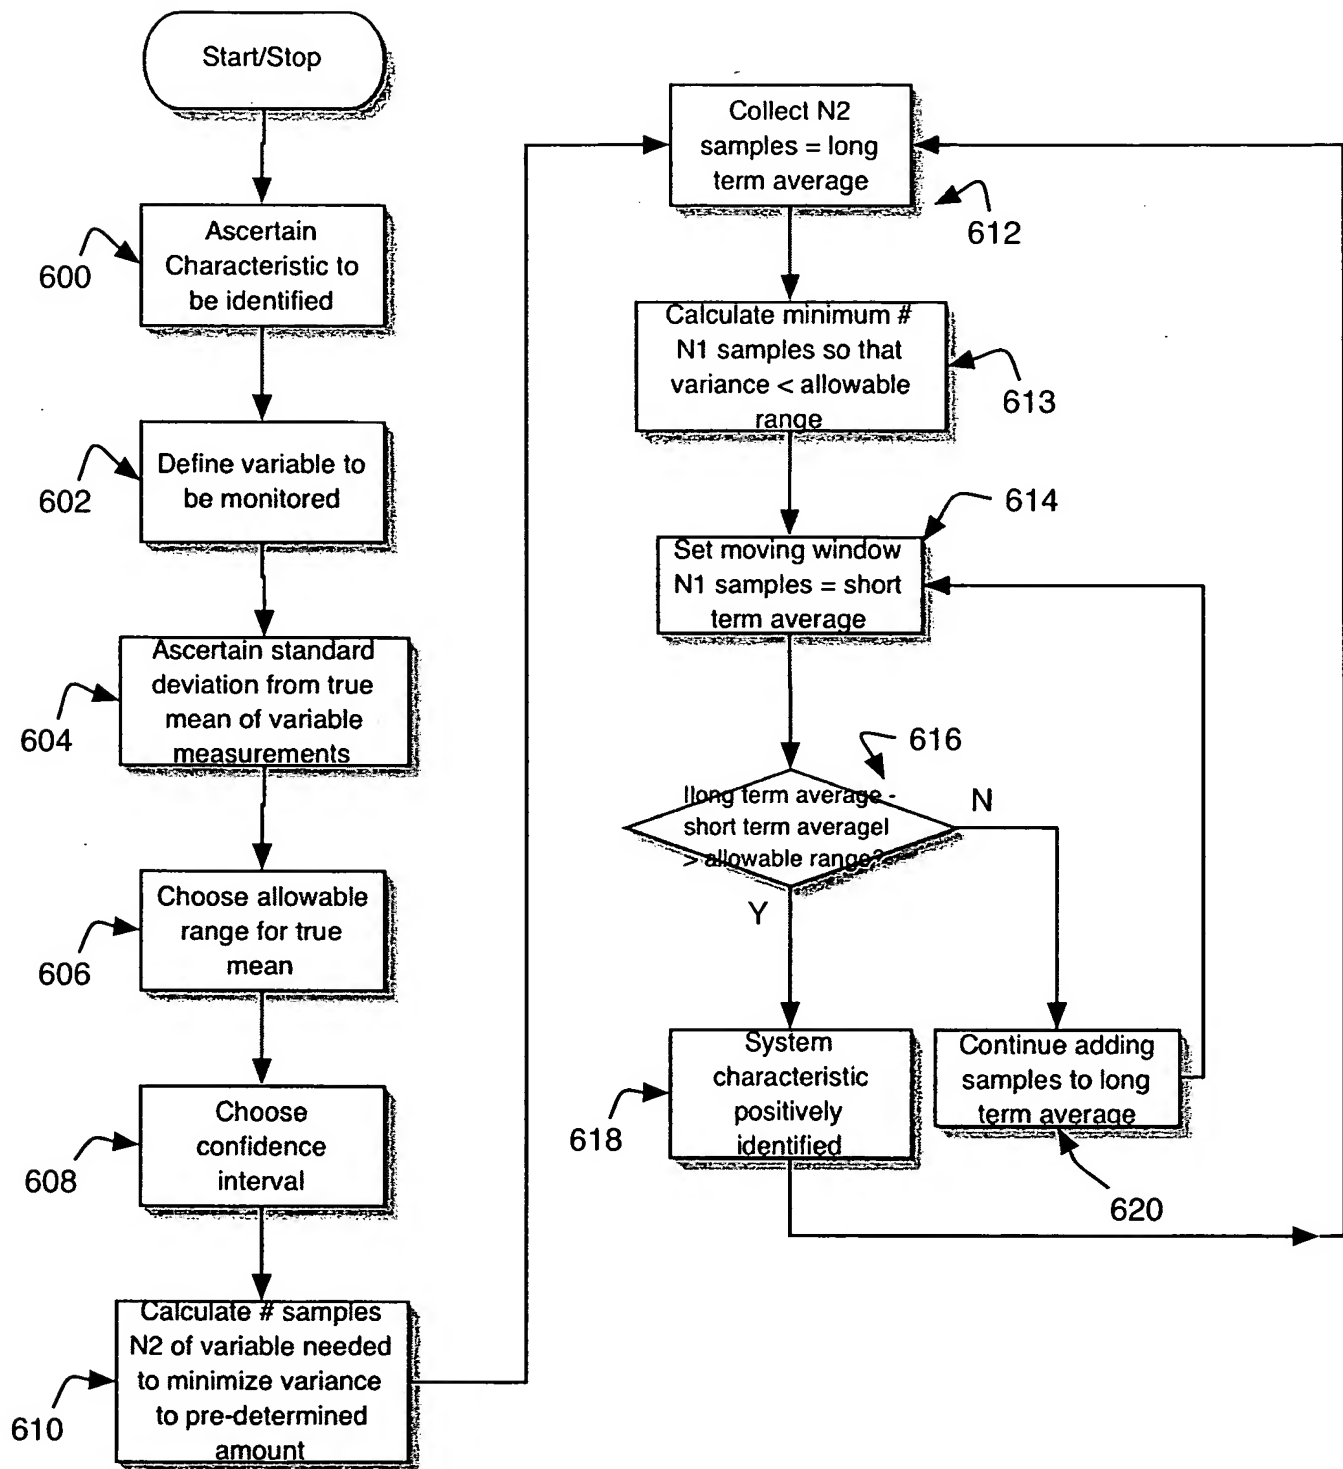 Start/Stop
600
Ascertain
Characteristic to
be identified
602
Define variable to
be monitored
604
Ascertain standard
deviation from true
mean of variable
measurements
606
Choose allowable
range for true
mean
608
Choose
confidence
interval
610
Calculate # samples
N2 of variable needed
to minimize variance
to pre-determined
amount
Collect N2
samples = long
term average
612
Calculate minimum #
N1 samples so that
variance < allowable
range
613
614
Set moving window
N1 samples = short
term average
616
|long term average -
short term average|
> allowable range?
N
Y
618
System
characteristic
positively
identified
Continue adding
samples to long
term average
620